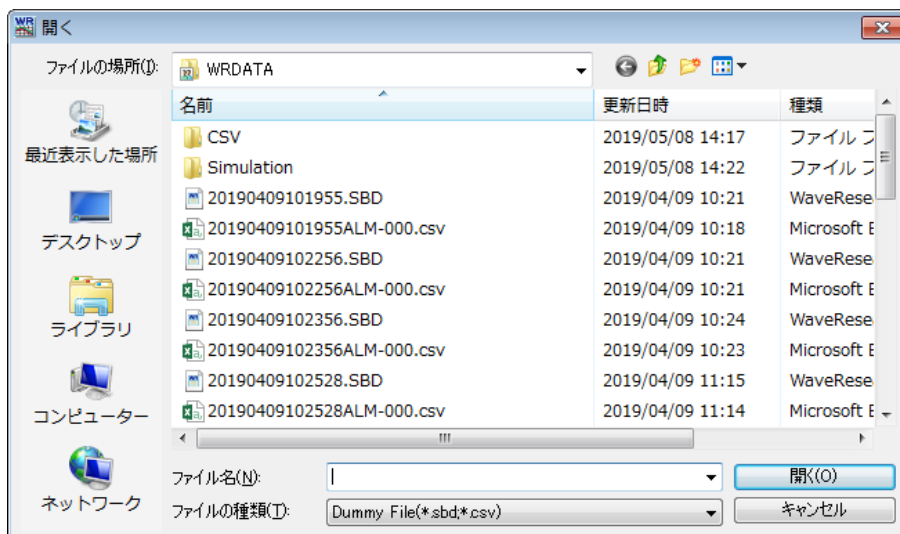 WR 開く
ファイルの場所(I): WRDATA
名前 更新日時 種類
CSV 2019/05/08 14:17 ファイル フ
Simulation 2019/05/08 14:22 ファイル フ
20190409101955.SBD 2019/04/09 10:21 WaveRese
20190409101955ALM-000.csv 2019/04/09 10:18 Microsoft E
20190409102256.SBD 2019/04/09 10:21 WaveRese
20190409102256ALM-000.csv 2019/04/09 10:21 Microsoft E
20190409102356.SBD 2019/04/09 10:24 WaveRese
20190409102356ALM-000.csv 2019/04/09 10:23 Microsoft E
20190409102528.SBD 2019/04/09 11:15 WaveRese
20190409102528ALM-000.csv 2019/04/09 11:14 Microsoft E
最近表示した場所
デスクトップ
ライブラリ
コンピューター
ネットワーク
ファイル名(N): 開く(O)
ファイルの種類(T): Dummy File(*.sbd;*.csv) キャンセル